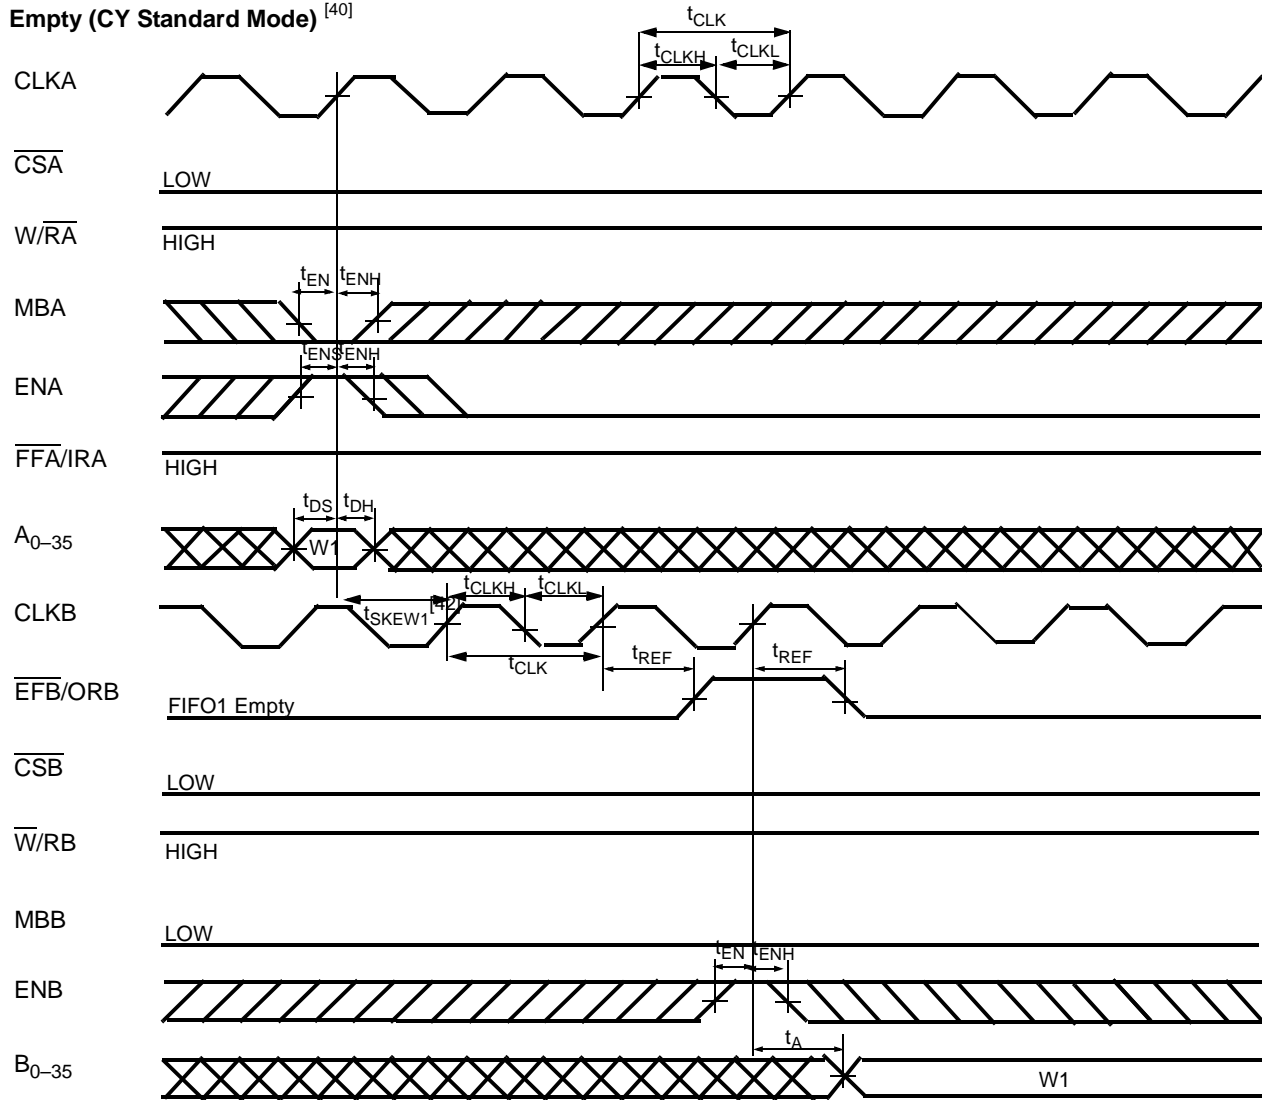 Empty (CY Standard Mode) [40]
tCLK
tCLKH tCLKL
CLKA
CSA
LOW
W/RA
HIGH
tEN tENH
MBA
tENS tENH
ENA
FFA/IRA
HIGH
tDS tDH
A0–35
W1
tCLKH tCLKL
CLKB
tSKEW1 [42]
tCLK
tREF tREF
EFB/ORB
FIFO1 Empty
CSB
LOW
W/RB
HIGH
MBB
LOW
tEN tENH
ENB
tA
B0–35
W1